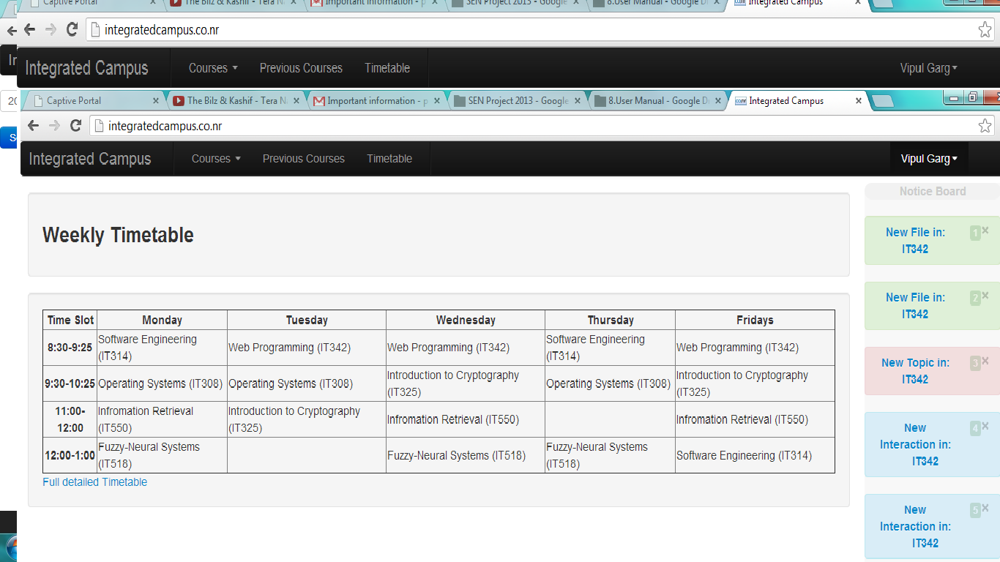 Captive Portal × The Bilz & Kashif - Tera Na × Important information - p × SEN Project 2013 - Google × 8.User Manual - Google D × Integrated Campus ×
integratedcampus.co.nr
In
Integrated Campus Courses Previous Courses Timetable Vipul Garg
20
S
Captive Portal × The Bilz & Kashif - Tera N × Important information - p × SEN Project 2013 - Google × 8.User Manual - Google D × co.nr Integrated Campus ×
integratedcampus.co.nr
Integrated Campus Courses Previous Courses Timetable Vipul Garg
Notice Board
Weekly Timetable
New File in: 1 ×
IT342
New File in: 2 ×
IT342
New Topic in: 3 ×
IT342
New 4 ×
Interaction in:
IT342
New 5 ×
Interaction in:
IT342
Time Slot Monday Tuesday Wednesday Thursday Fridays
8:30-9:25 Software Engineering (IT314) Web Programming (IT342) Web Programming (IT342) Software Engineering (IT314) Web Programming (IT342)
9:30-10:25 Operating Systems (IT308) Operating Systems (IT308) Introduction to Cryptography (IT325) Operating Systems (IT308) Introduction to Cryptography (IT325)
11:00-12:00 Infromation Retrieval (IT550) Introduction to Cryptography (IT325) Infromation Retrieval (IT550) Infromation Retrieval (IT550)
12:00-1:00 Fuzzy-Neural Systems (IT518) Fuzzy-Neural Systems (IT518) Fuzzy-Neural Systems (IT518) Software Engineering (IT314)
Full detailed Timetable